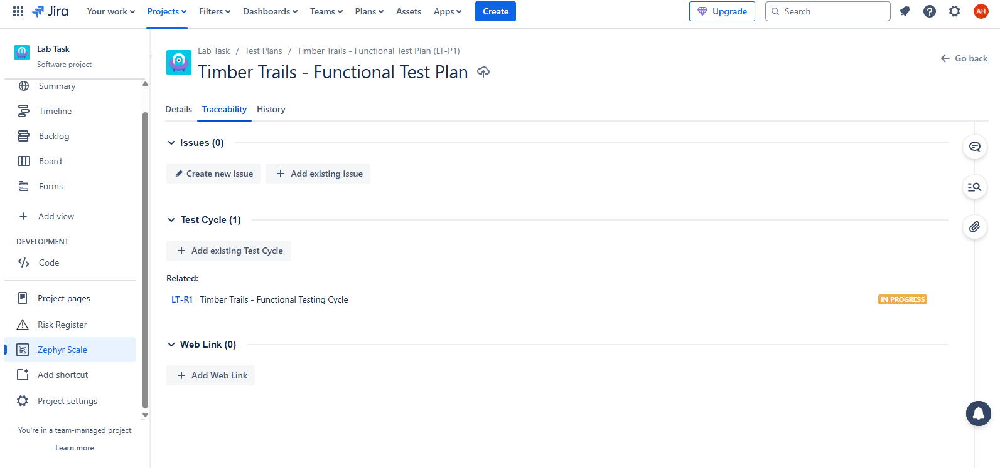 Jira
Your work
Projects
Filters
Dashboards
Teams
Plans
Assets
Apps
Create
Upgrade
Search
AH
Lab Task
Software project
Summary
Timeline
Backlog
Board
Forms
Add view
DEVELOPMENT
Code
Project pages
Risk Register
Zephyr Scale
Add shortcut
Project settings
You're in a team-managed project
Learn more
Lab Task / Test Plans / Timber Trails - Functional Test Plan (LT-P1)
Timber Trails - Functional Test Plan
Go back
Details
Traceability
History
Issues (0)
Create new issue
Add existing issue
Test Cycle (1)
Add existing Test Cycle
Related:
LT-R1 Timber Trails - Functional Testing Cycle
IN PROGRESS
Web Link (0)
Add Web Link